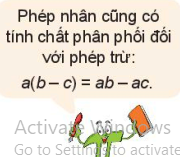 Phép nhân cũng có
tính chất phân phối đối
với phép trừ:
a(b – c) = ab – ac.
Activate Windows
Go to Settings to activate